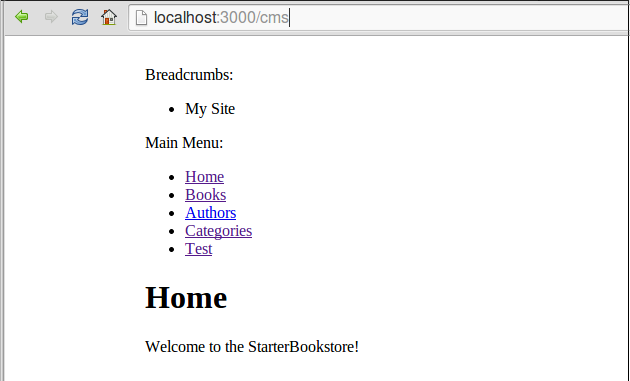 localhost:3000/cms
Breadcrumbs:
My Site
Main Menu:
Home
Books
Authors
Categories
Test
Home
Welcome to the StarterBookstore!